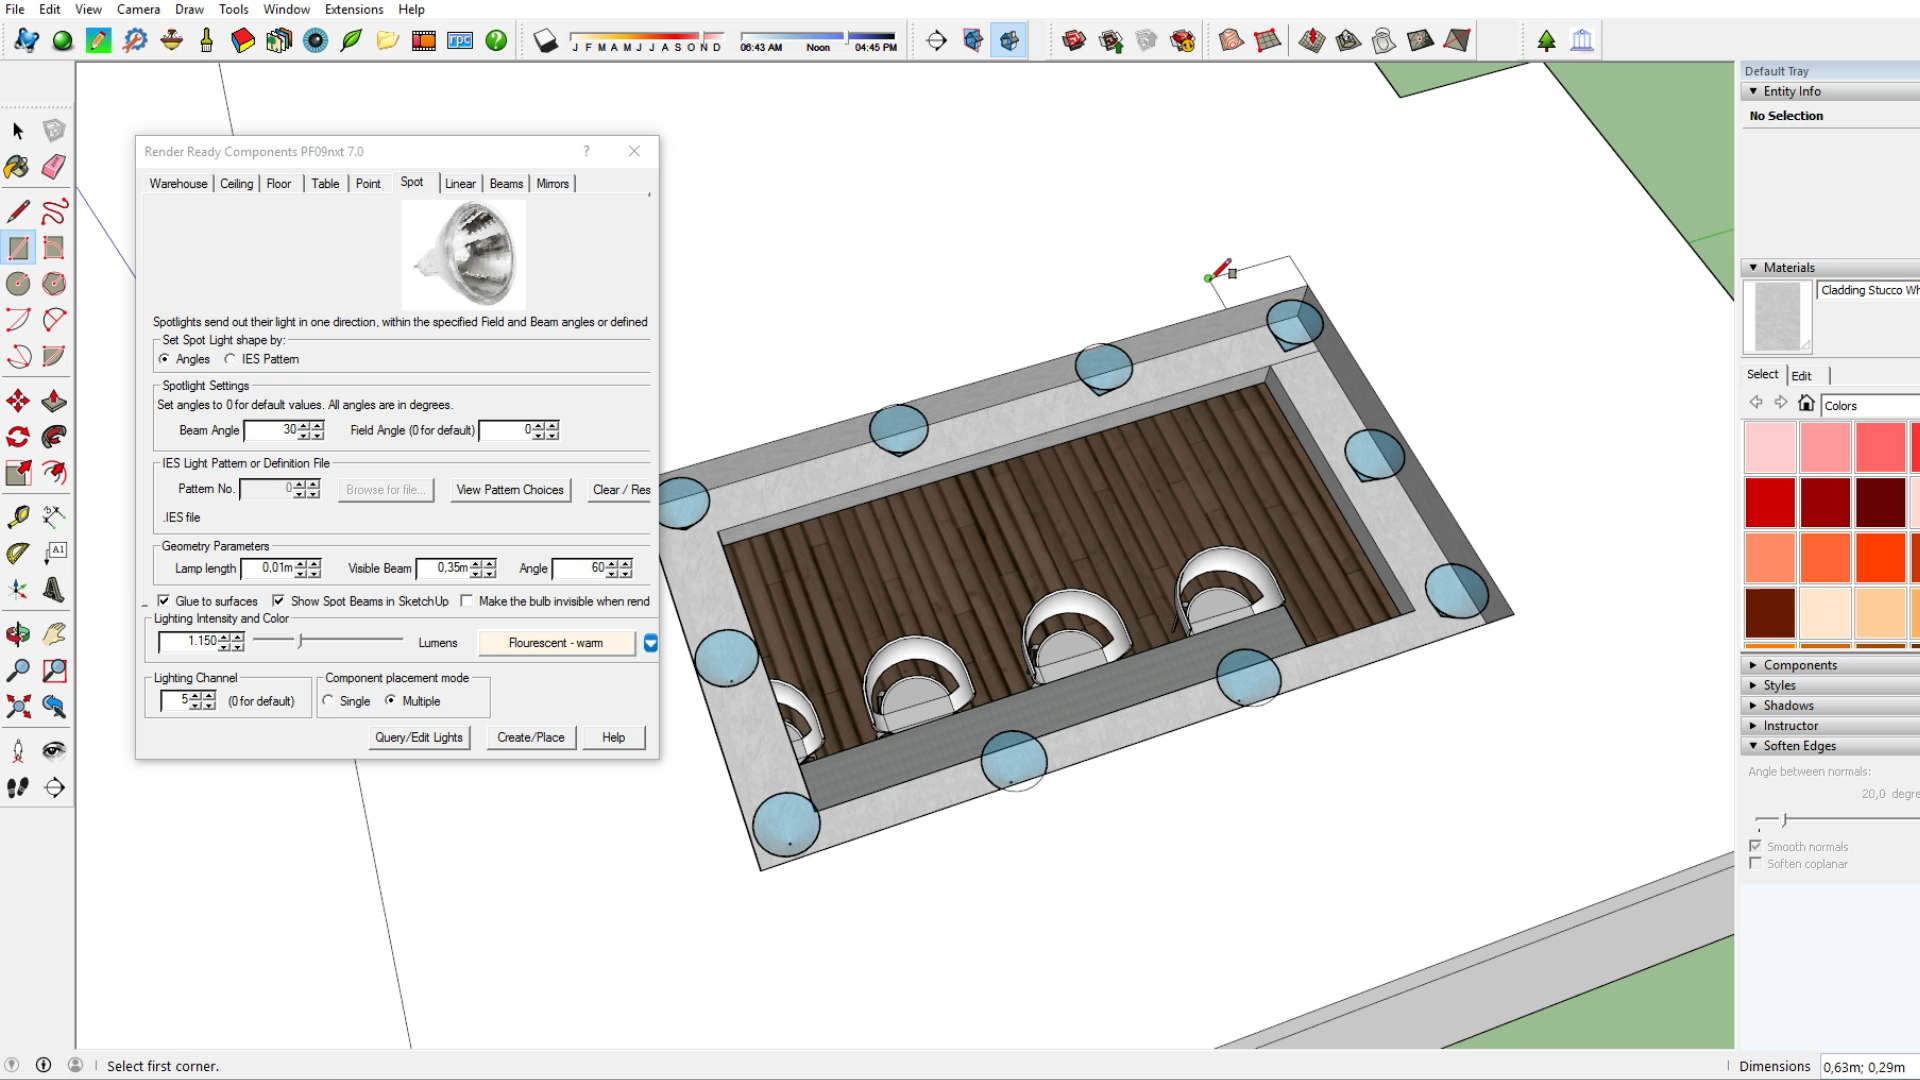 File Edit View Camera Draw Tools Window Extensions Help
J F M A M J J A S O N D 06:43 AM Noon 04:45 PM
Default Tray
Entity Info
No Selection
Render Ready Components PF09nxt 7.0 ?
Warehouse Ceiling Floor Table Point Spot Linear Beams Mirrors
Spotlights send out their light in one direction, within the specified Field and Beam angles or defined
Set Spot Light shape by:
Angles IES Pattern
Spotlight Settings
Set angles to 0 for default values. All angles are in degrees.
Beam Angle 30 Field Angle (0 for default) 0
IES Light Pattern or Definition File
Pattern No. 0 Browse for file... View Pattern Choices Clear / Res
.IES file
Geometry Parameters
Lamp length 0,01m Visible Beam 0,35m Angle 60
Glue to surfaces Show Spot Beams in SketchUp Make the bulb invisible when rend
Lighting Intensity and Color
1.150 Lumens Flourescent - warm
Lighting Channel
5 (0 for default)
Component placement mode
Single Multiple
Query/Edit Lights Create/Place Help
A1
Materials
Cladding Stucco Wh
Select Edit
Colors
Components
Styles
Shadows
Instructor
Soften Edges
Angle between normals:
20,0 degre
Smooth normals
Soften coplanar
Select first corner.
Dimensions 0,63m; 0,29m